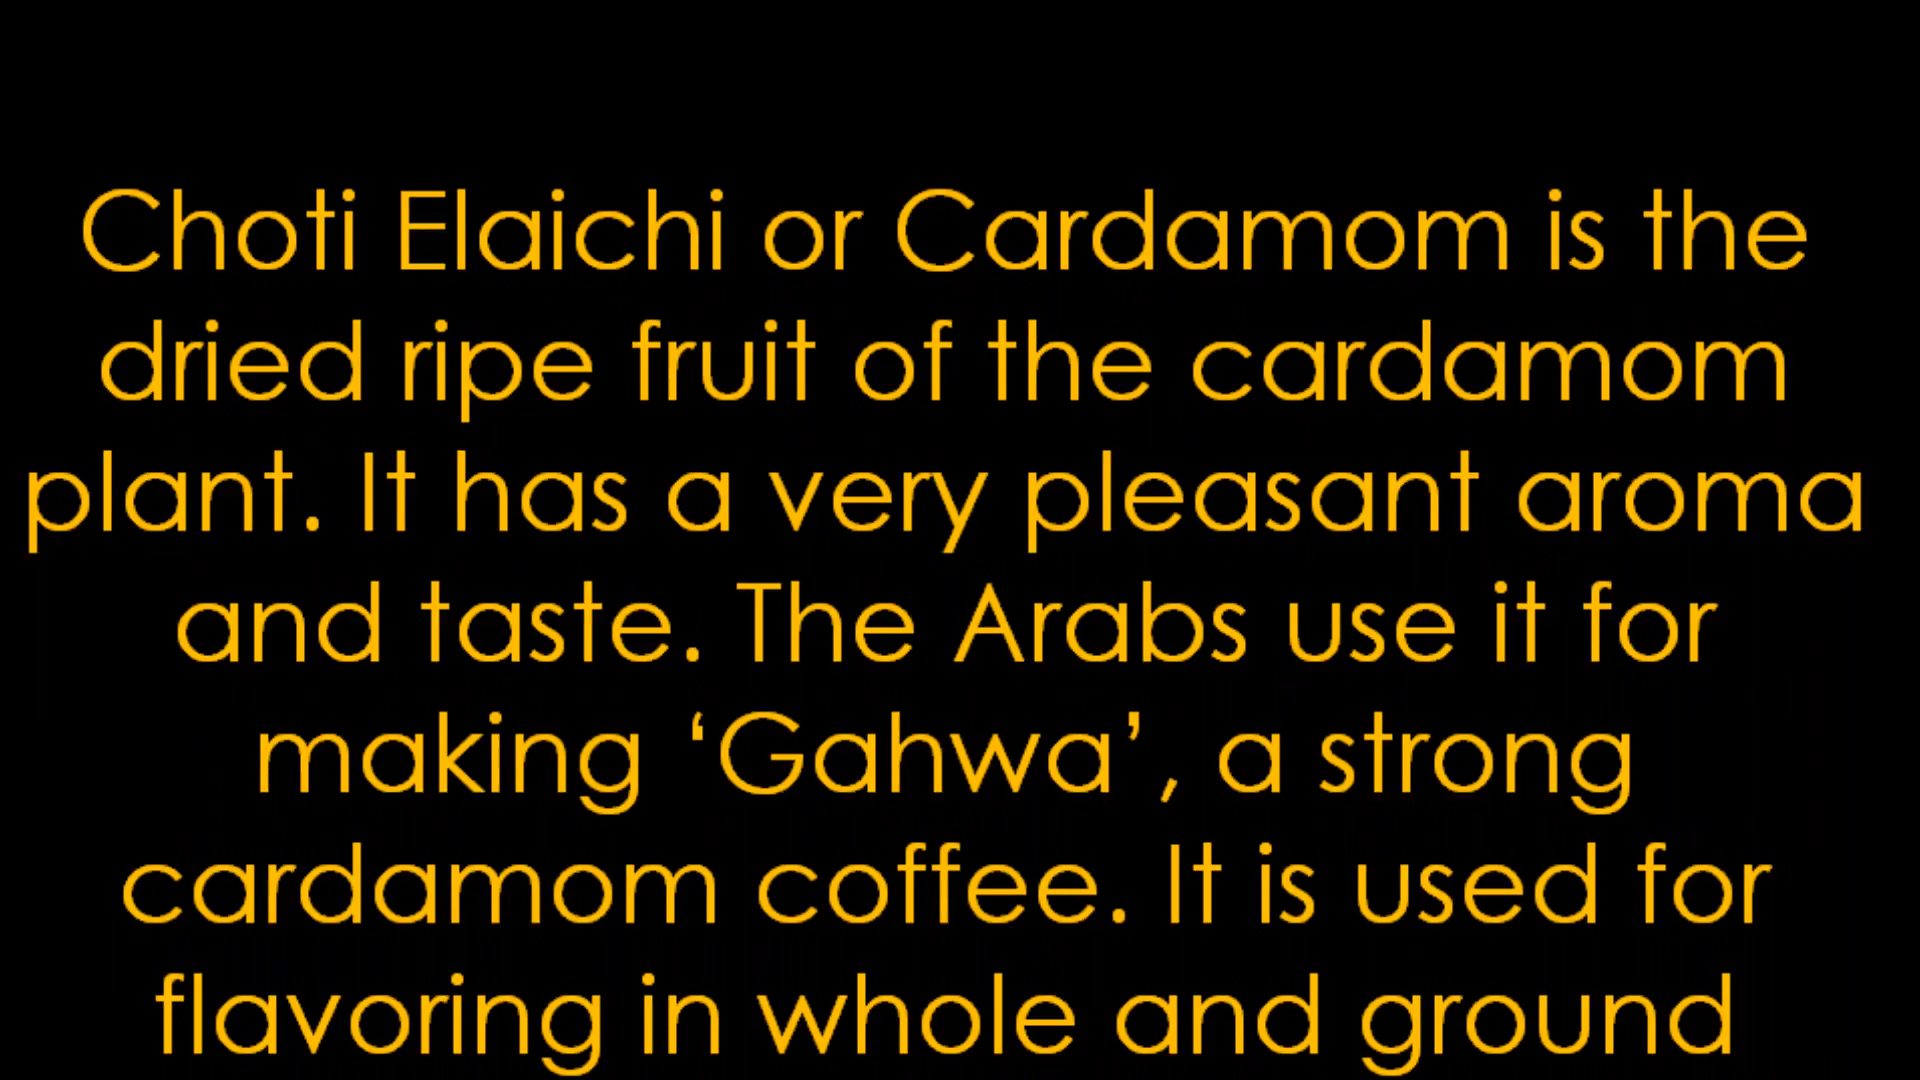 Choti Elaichi or Cardamom is the
dried ripe fruit of the cardamom
plant. It has a very pleasant aroma
and taste. The Arabs use it for
making ‘Gahwa’, a strong
cardamom coffee. It is used for
flavoring in whole and ground